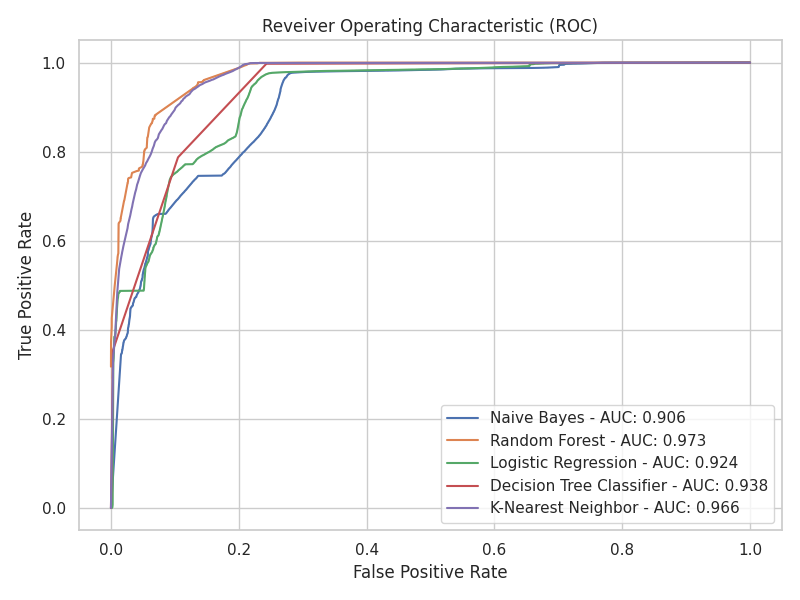 Reveiver Operating Characteristic (ROC)
True Positive Rate
1.0
0.8
0.6
0.4
0.2
0.0
Naive Bayes - AUC: 0.906
Random Forest - AUC: 0.973
Logistic Regression - AUC: 0.924
Decision Tree Classifier - AUC: 0.938
K-Nearest Neighbor - AUC: 0.966
0.0 0.2 0.4 0.6 0.8 1.0
False Positive Rate